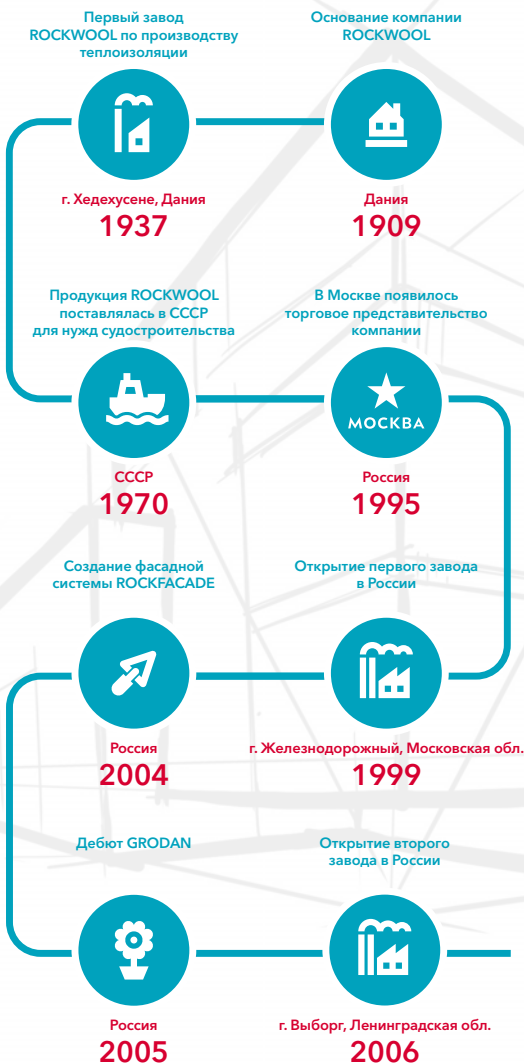 Первый завод
ROCKWOOL по производству
теплоизоляции
г. Хедехусене, Дания
1937
Основание компании
ROCKWOOL
Дания
1909
Продукция ROCKWOOL
поставлялась в СССР
для нужд судостроительства
СССР
1970
В Москве появилось
торговое представительство
компании
МОСКВА
Россия
1995
Создание фасадной
системы ROCKFACADE
Россия
2004
Открытие первого завода
в России
г. Железнодорожный, Московская обл.
1999
Дебют GRODAN
Россия
2005
Открытие второго
завода в России
г. Выборг, Ленинградская обл.
2006